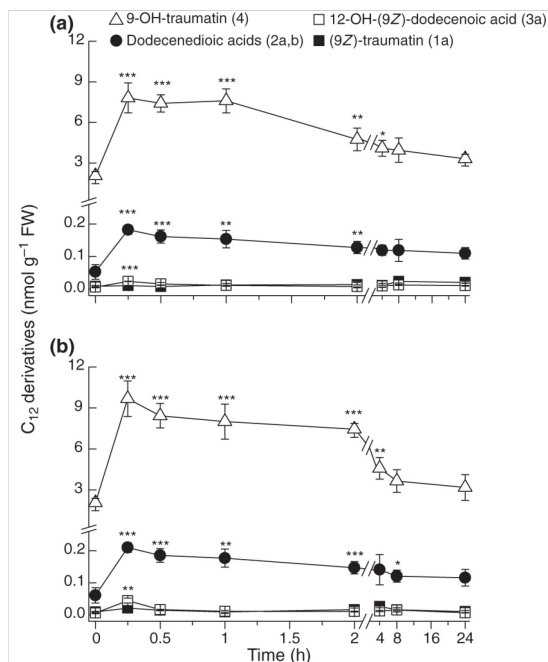 9-OH-traumatin (4) 12-OH-(9Z)-dodecenoic acid (3a)
Dodecenedioic acids (2a,b) (9Z)-traumatin (1a)
(a)
12
*** *** ***
9
** *
6
3
*** *** ** **
0.2
0.1
***
0.0
C12 derivatives (nmol g−1 FW)
(b)
12
*** *** *** ***
9
**
6
3
*** *** ** *** *
0.2
0.1
**
0.0
0 0.5 1 1.5 2 4 8 16 24
Time (h)